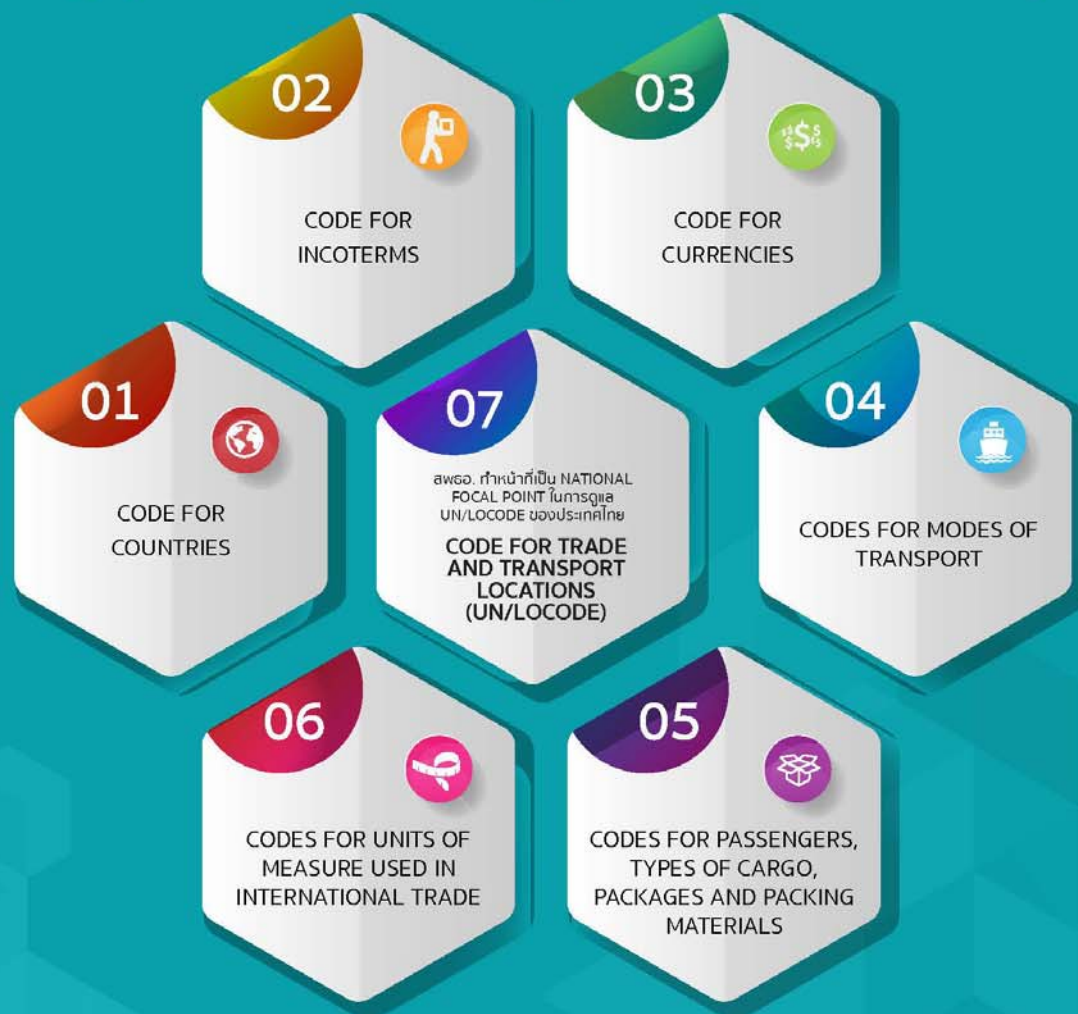 02
CODE FOR
INCOTERMS
03
CODE FOR
CURRENCIES
01
CODE FOR
COUNTRIES
07
สพธอ. ทำหน้าที่เป็น NATIONAL
FOCAL POINT ในการดูแล
UN/LOCODE ของประเทศไทย
CODE FOR TRADE
AND TRANSPORT
LOCATIONS
(UN/LOCODE)
04
CODES FOR MODES OF
TRANSPORT
06
CODES FOR UNITS OF
MEASURE USED IN
INTERNATIONAL TRADE
05
CODES FOR PASSENGERS,
TYPES OF CARGO,
PACKAGES AND PACKING
MATERIALS